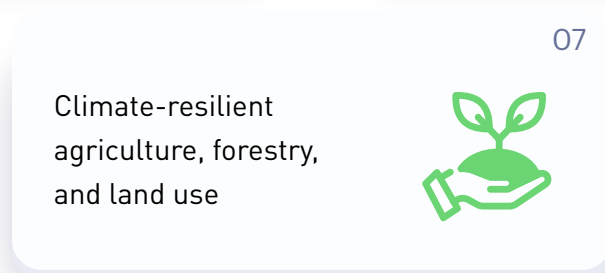 07
Climate-resilient
agriculture, forestry,
and land use